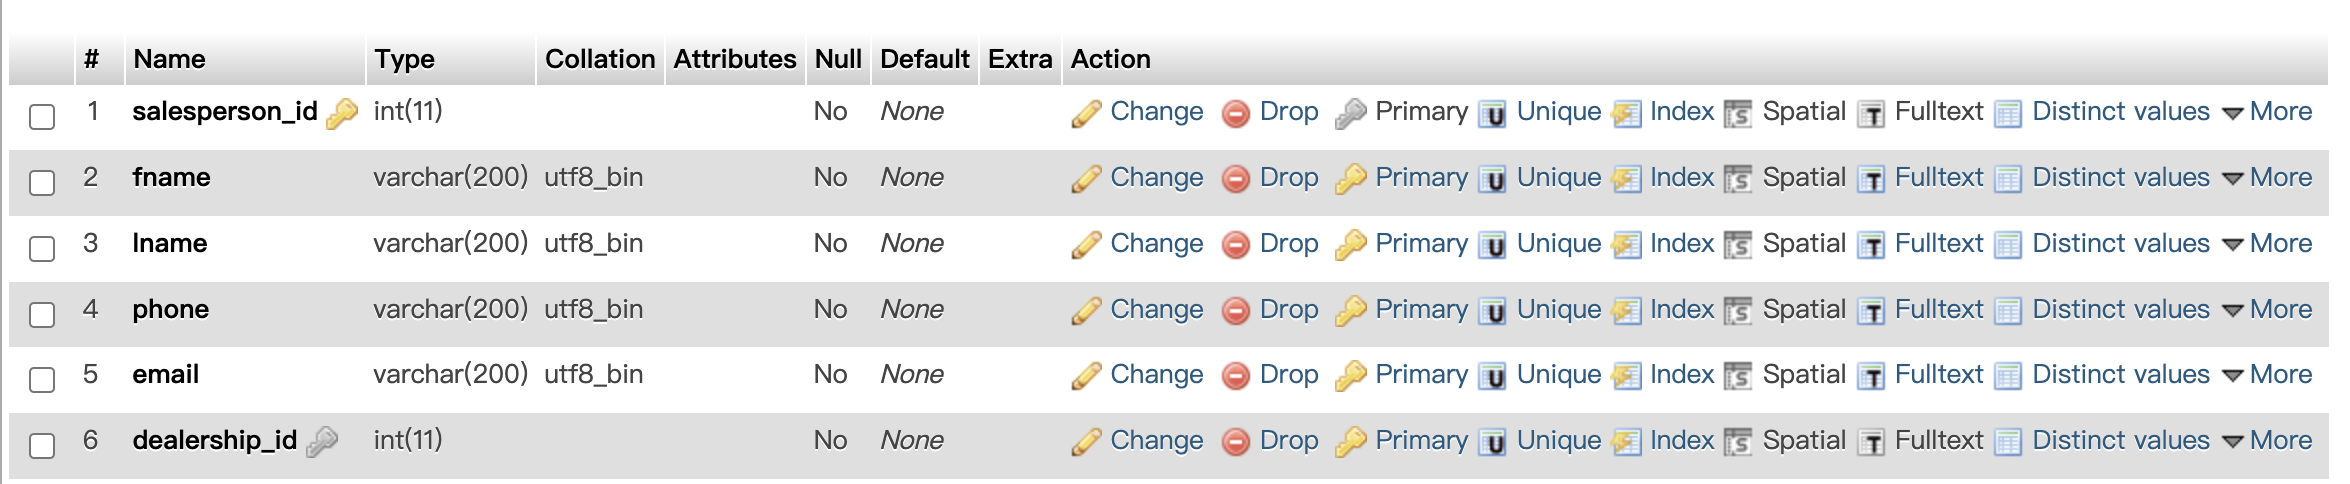 # Name Type Collation Attributes Null Default Extra Action
1 salesperson_id int(11) No None Change Drop Primary Unique Index Spatial Fulltext Distinct values More
2 fname varchar(200) utf8_bin No None Change Drop Primary Unique Index Spatial Fulltext Distinct values More
3 lname varchar(200) utf8_bin No None Change Drop Primary Unique Index Spatial Fulltext Distinct values More
4 phone varchar(200) utf8_bin No None Change Drop Primary Unique Index Spatial Fulltext Distinct values More
5 email varchar(200) utf8_bin No None Change Drop Primary Unique Index Spatial Fulltext Distinct values More
6 dealership_id int(11) No None Change Drop Primary Unique Index Spatial Fulltext Distinct values More